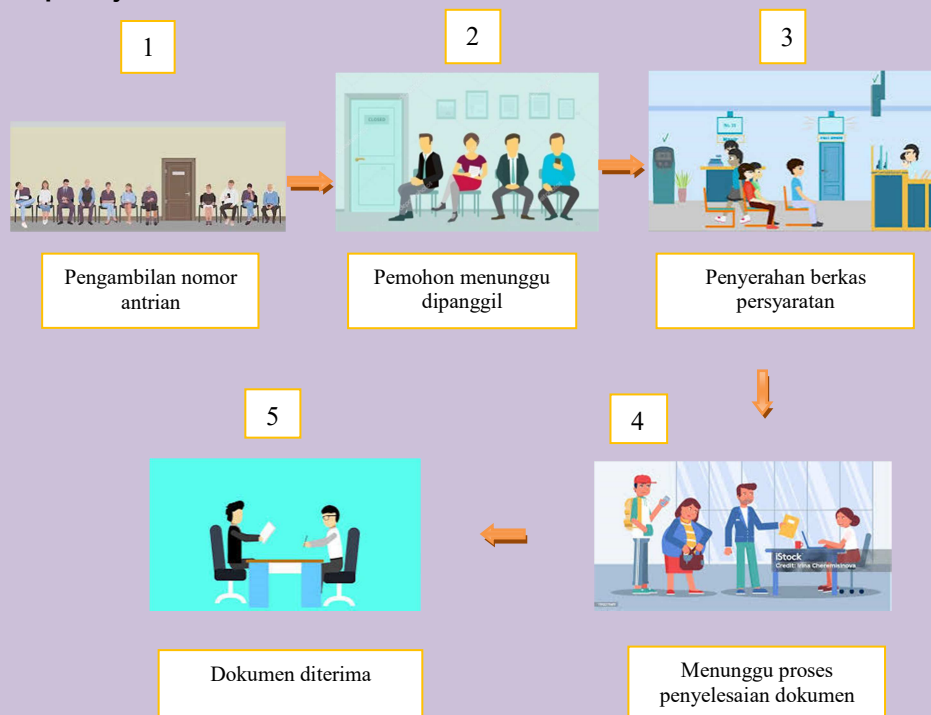 1
2
3
CLOSED
Pengambilan nomor
antrian
Pemohon menunggu
dipanggil
Penyerahan berkas
persyaratan
4
5
iStock
Credit: Irina Cheremisinova
Menunggu proses
penyelesaian dokumen
Dokumen diterima